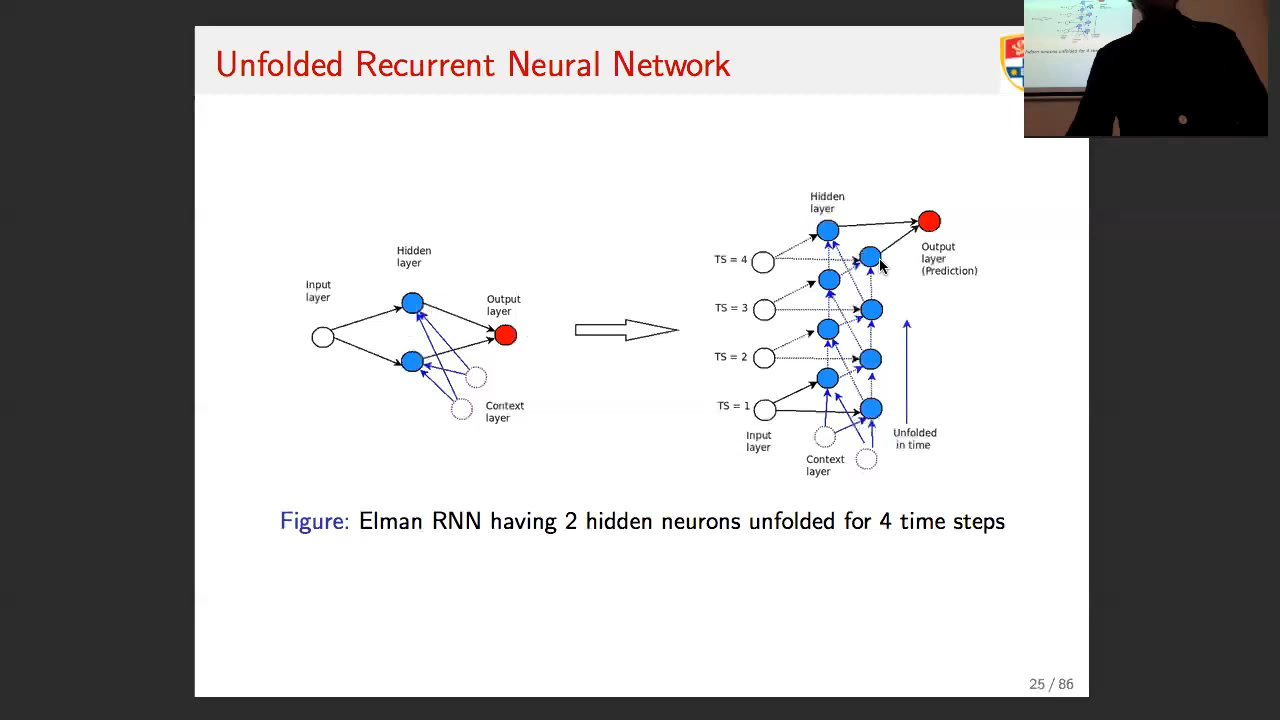 Unfolded Recurrent Neural Network
Hidden
layer
Input
layer
Output
layer
Context
layer
Hidden
layer
TS = 4
Output
layer
(Prediction)
TS = 3
TS = 2
TS = 1
Input
layer
Context
layer
Unfolded
in time
Figure: Elman RNN having 2 hidden neurons unfolded for 4 time steps
25 / 86